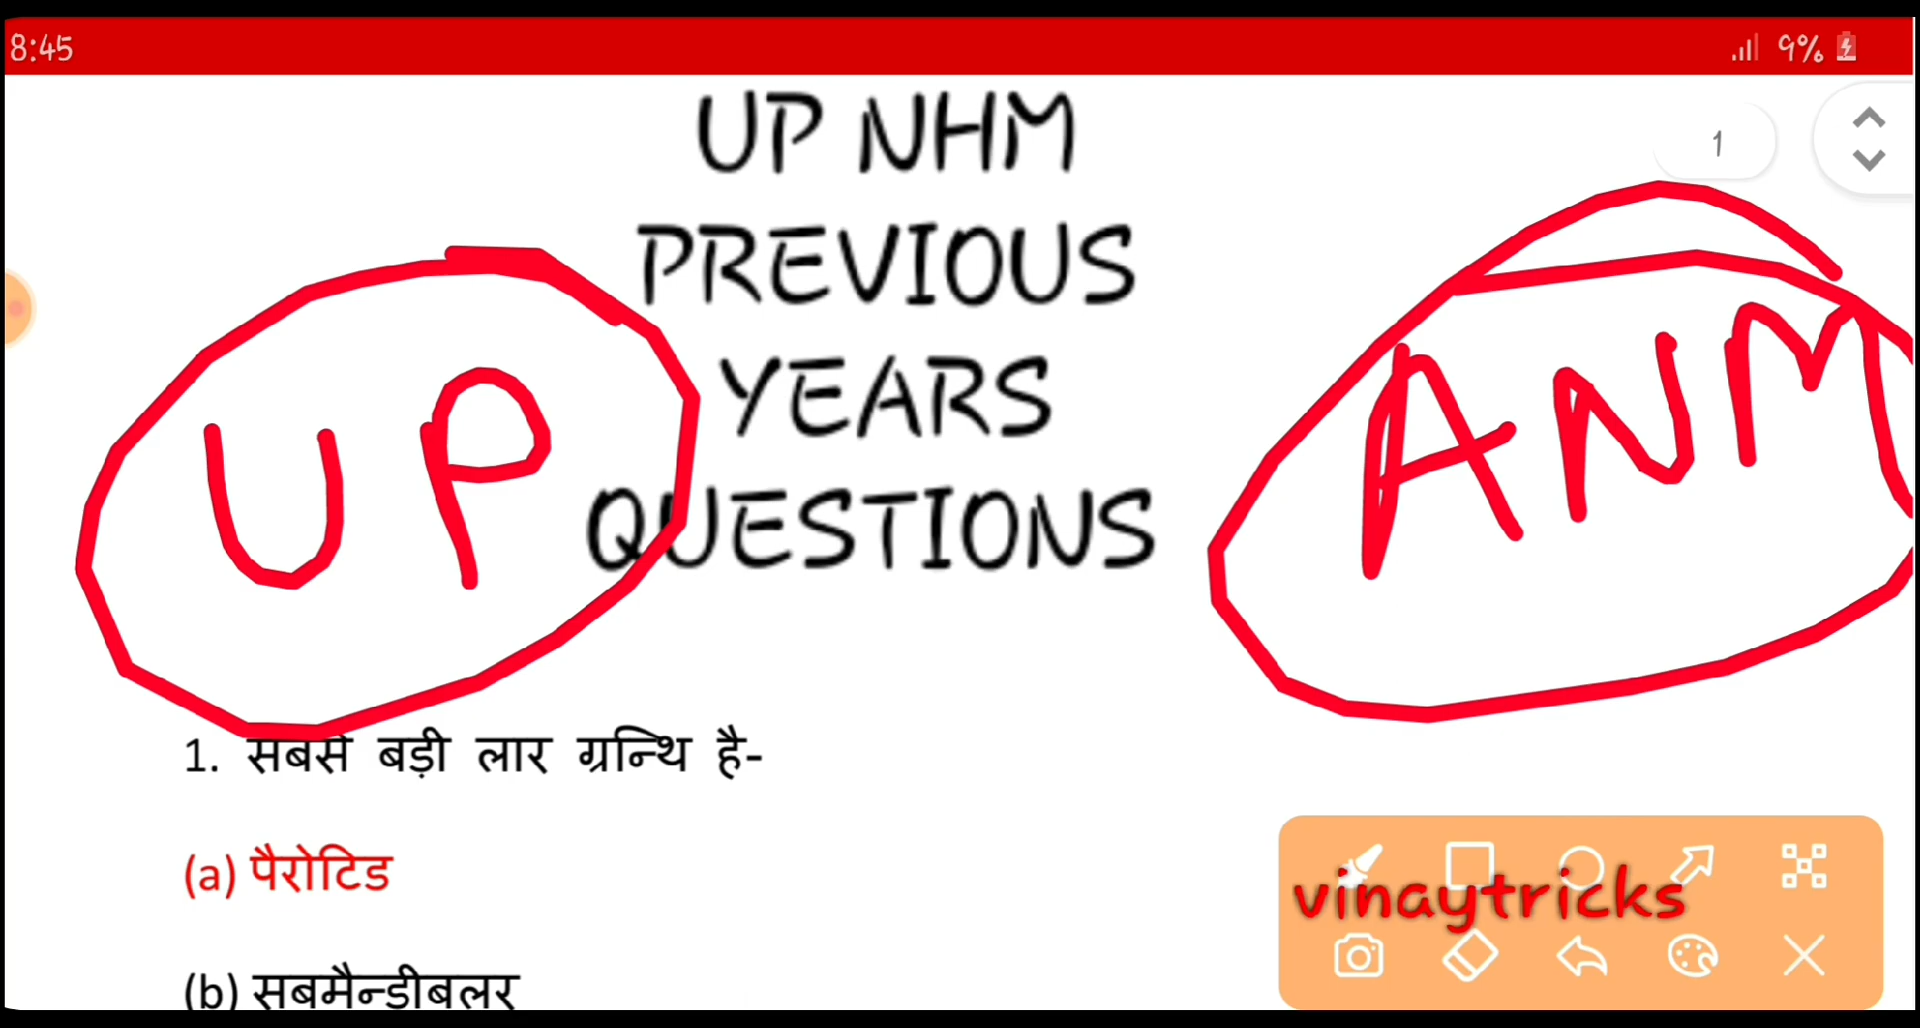 8:45
9%
UP NHM
1
PREVIOUS
YEARS
QUESTIONS
UP
ANM
1. सबसे बड़ी लार ग्रन्थि है-
(a) पैरोटिड
(b) सबमैन्डीबलर
vinaytricks